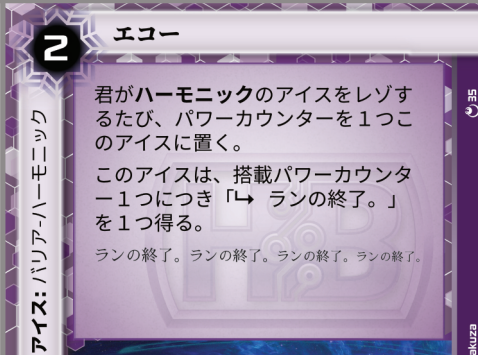 2
エコー
君がハーモニックのアイスをレゾす
るたび、パワーカウンターを１つこ
のアイスに置く。
このアイスは、搭載パワーカウンタ
ー１つにつき「↳ ランの終了。」
を１つ得る。
ランの終了。ランの終了。ランの終了。ランの終了。
アイス: バリア-ハーモニック
35
akuza
HB